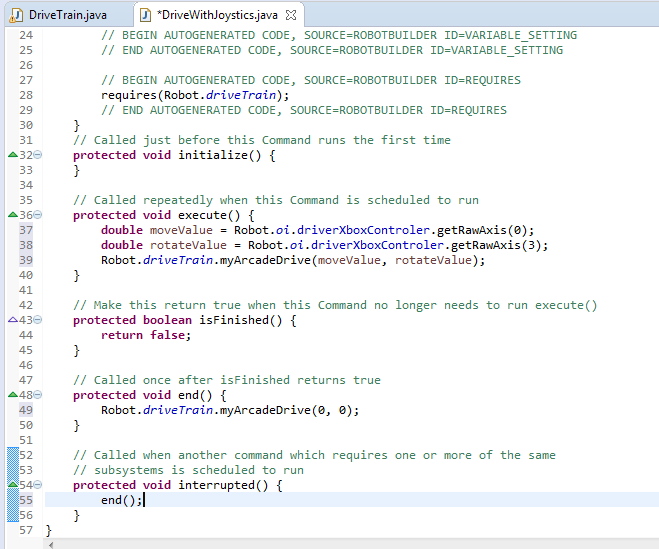 DriveTrain.java
*DriveWithJoystics.java
24 // BEGIN AUTOGENERATED CODE, SOURCE=ROBOTBUILDER ID=VARIABLE_SETTING
25 // END AUTOGENERATED CODE, SOURCE=ROBOTBUILDER ID=VARIABLE_SETTING
26
27 // BEGIN AUTOGENERATED CODE, SOURCE=ROBOTBUILDER ID=REQUIRES
28 requires(Robot.driveTrain);
29 // END AUTOGENERATED CODE, SOURCE=ROBOTBUILDER ID=REQUIRES
30 }
31 // Called just before this Command runs the first time
32 protected void initialize() {
33 }
34
35 // Called repeatedly when this Command is scheduled to run
36 protected void execute() {
37 double moveValue = Robot.oi.driverXboxControler.getRawAxis(0);
38 double rotateValue = Robot.oi.driverXboxControler.getRawAxis(3);
39 Robot.driveTrain.myArcadeDrive(moveValue, rotateValue);
40 }
41
42 // Make this return true when this Command no longer needs to run execute()
43 protected boolean isFinished() {
44 return false;
45 }
46
47 // Called once after isFinished returns true
48 protected void end() {
49 Robot.driveTrain.myArcadeDrive(0, 0);
50 }
51
52 // Called when another command which requires one or more of the same
53 // subsystems is scheduled to run
54 protected void interrupted() {
55 end();
56 }
57 }